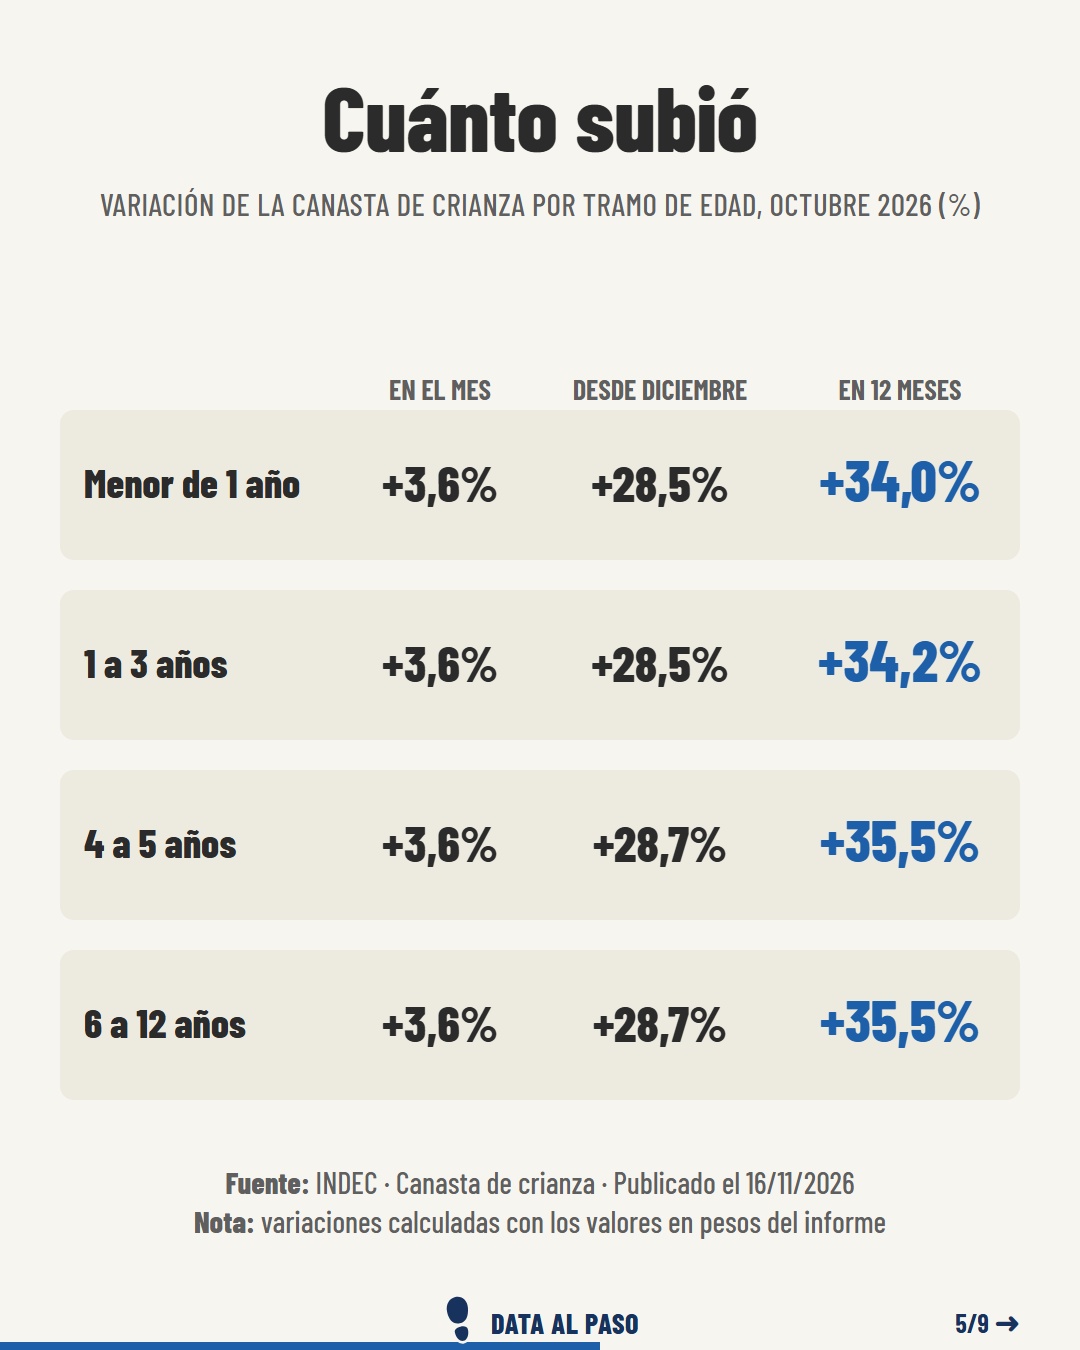 Cuánto subió
VARIACIÓN DE LA CANASTA DE CRIANZA POR TRAMO DE EDAD, OCTUBRE 2026 (%)
EN EL MES DESDE DICIEMBRE EN 12 MESES
Menor de 1 año +3,6% +28,5% +34,0%
1 a 3 años +3,6% +28,5% +34,2%
4 a 5 años +3,6% +28,7% +35,5%
6 a 12 años +3,6% +28,7% +35,5%
Fuente: INDEC · Canasta de crianza · Publicado el 16/11/2026
Nota: variaciones calculadas con los valores en pesos del informe
DATA AL PASO 5/9 →